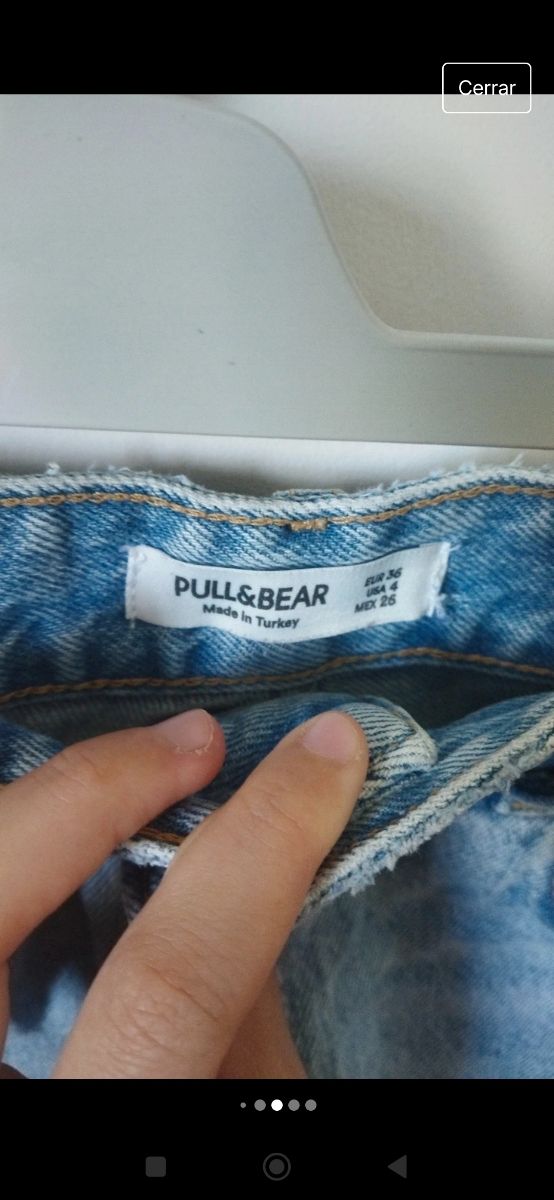 Cerrar
PULL&BEAR
Made in Turkey
EUR 36
USA 4
MEX 26